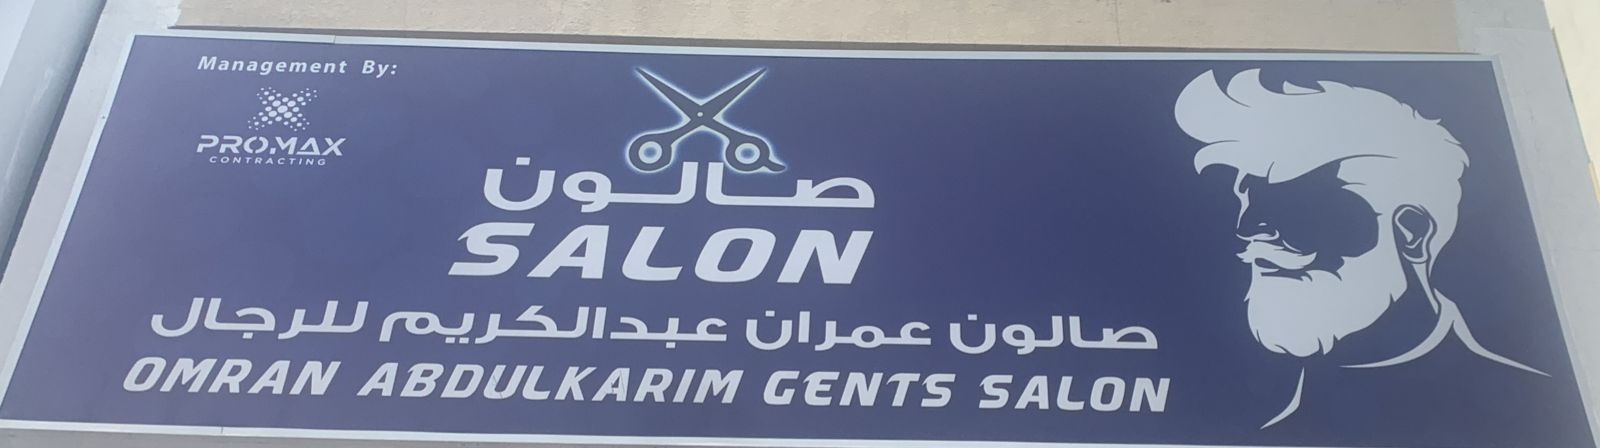 Management By:
PROMAX
CONTRACTING
صالون
SALON
صالون عمران عبدالكريم للرجال
OMRAN ABDULKARIM GENTS SALON